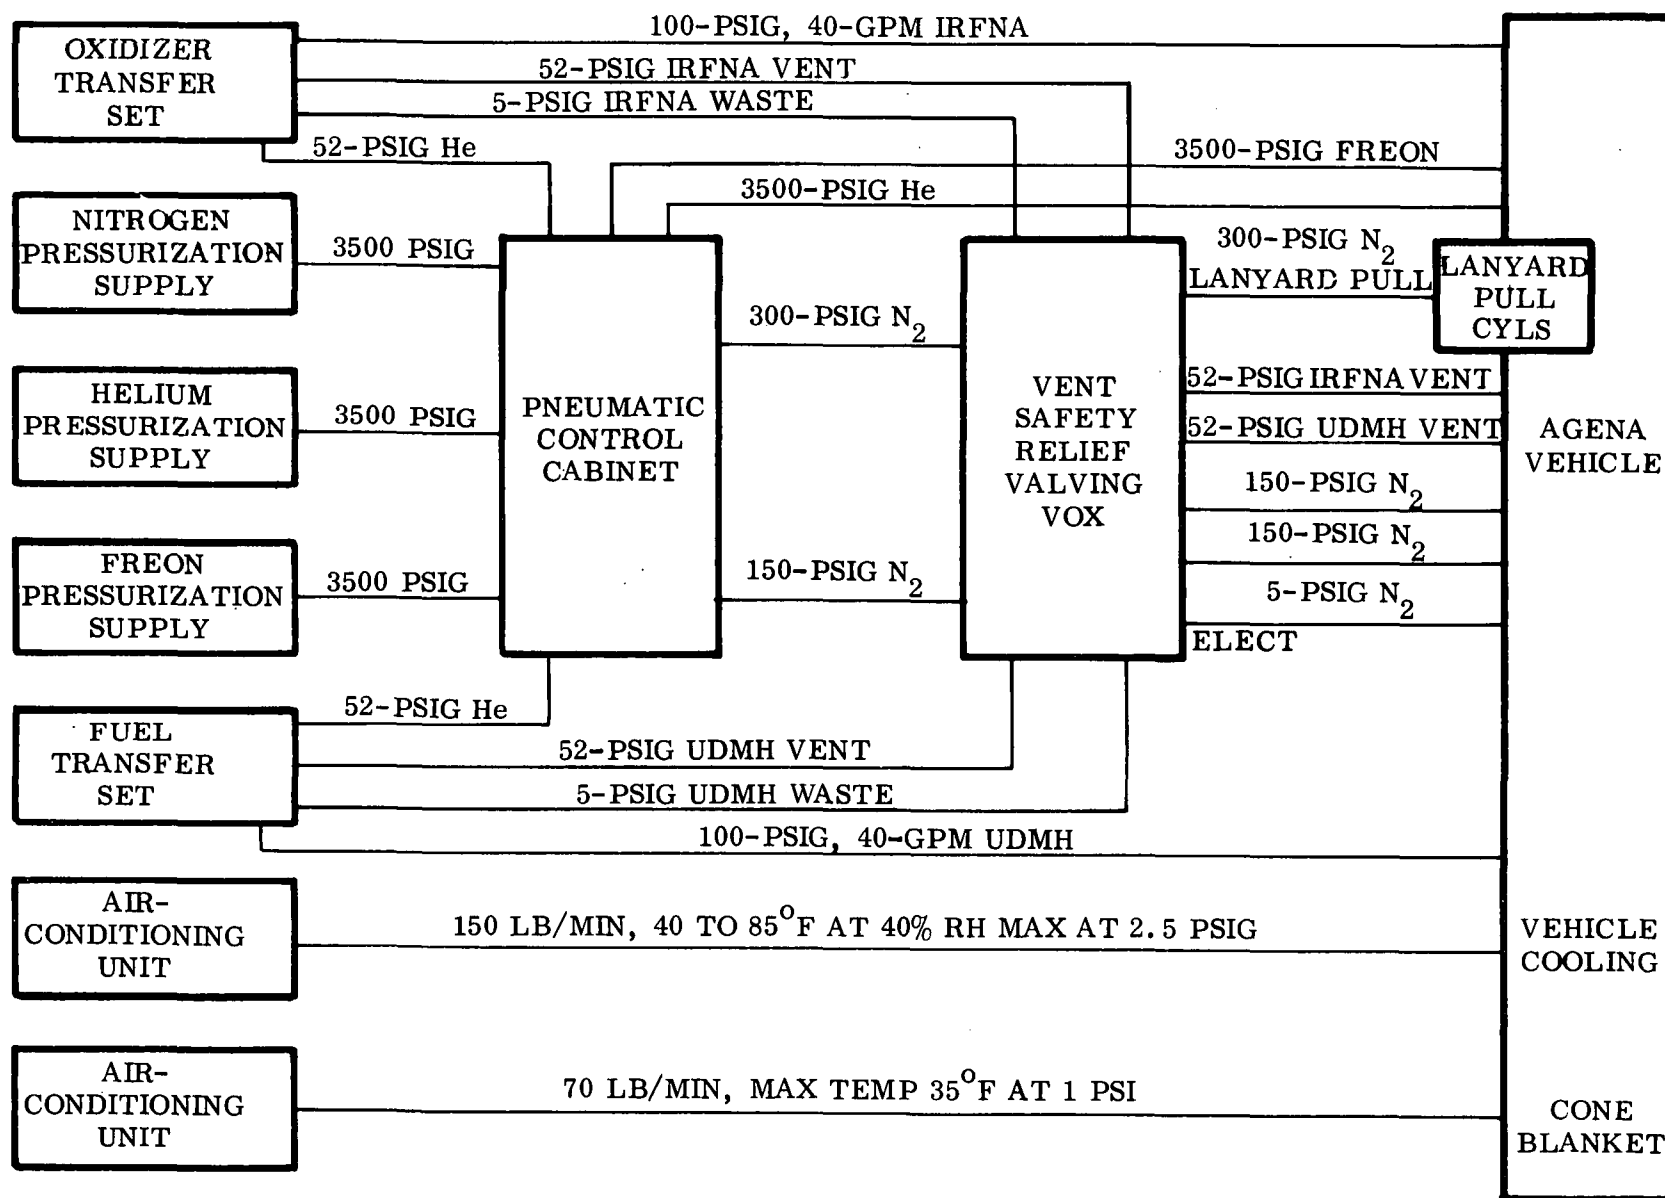 100-PSIG, 40-GPM IRFNA
OXIDIZER
TRANSFER
SET
52-PSIG IRFNA VENT
5-PSIG IRFNA WASTE
52-PSIG He
3500-PSIG FREON
3500-PSIG He
NITROGEN
PRESSURIZATION
SUPPLY
3500 PSIG
HELIUM
PRESSURIZATION
SUPPLY
3500 PSIG
FREON
PRESSURIZATION
SUPPLY
3500 PSIG
PNEUMATIC
CONTROL
CABINET
300-PSIG N2
150-PSIG N2
VENT
SAFETY
RELIEF
VALVING
VOX
300-PSIG N2
LANYARD PULL
LANYARD
PULL
CYLS
52-PSIG IRFNA VENT
52-PSIG UDMH VENT
150-PSIG N2
150-PSIG N2
5-PSIG N2
ELECT
AGENA
VEHICLE
52-PSIG He
FUEL
TRANSFER
SET
52-PSIG UDMH VENT
5-PSIG UDMH WASTE
100-PSIG, 40-GPM UDMH
AIR-
CONDITIONING
UNIT
150 LB/MIN, 40 TO 85°F AT 40% RH MAX AT 2.5 PSIG
VEHICLE
COOLING
AIR-
CONDITIONING
UNIT
70 LB/MIN, MAX TEMP 35°F AT 1 PSI
CONE
BLANKET